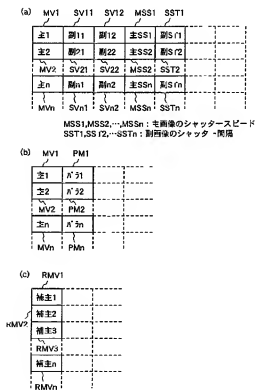 MV1 SV11 SV12 MSS1 SST1
(a)
主1 副11 副12 主SS1 副SΓ1
主2 副21 副22 主SS2 副SΓ2
MV2 SV21 SV22 MSS2 SST2
主n 副n1 副n2 主SSn 副SΓn
MVn SVn1 SVn2 MSSn SSTn
MSS1,MSS2,…,MSSn：主画像のシャッタースピード
SST1,SST2,…SSTn：副画像のシャッタ-間隔
(b)
MV1 PM1
主1 パラ1
主2 パラ2
MV2 PM2
主n パラn
MVn PMn
(c)
RMV1
補主1
RMV2 補主2
補主3
RMV3
補主n
RMVn